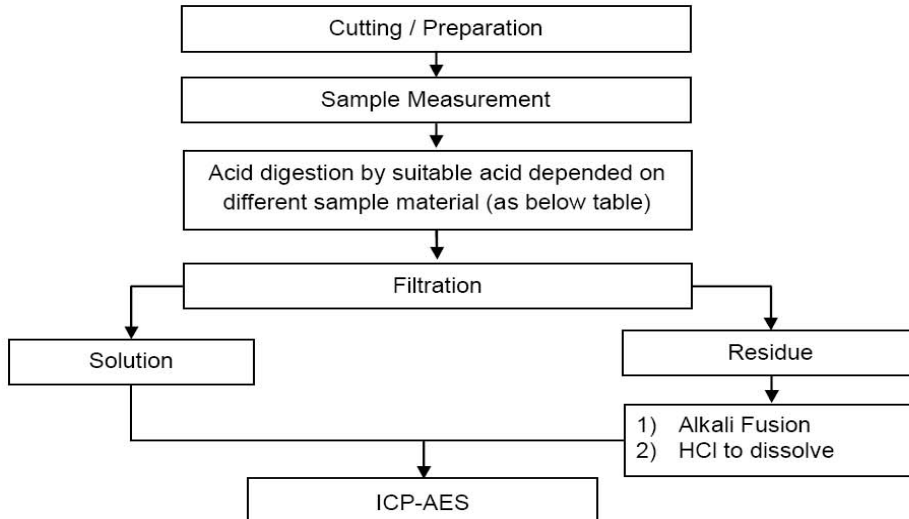 Cutting / Preparation
Sample Measurement
Acid digestion by suitable acid depended on
different sample material (as below table)
Filtration
Solution
Residue
1) Alkali Fusion
2) HCl to dissolve
ICP-AES